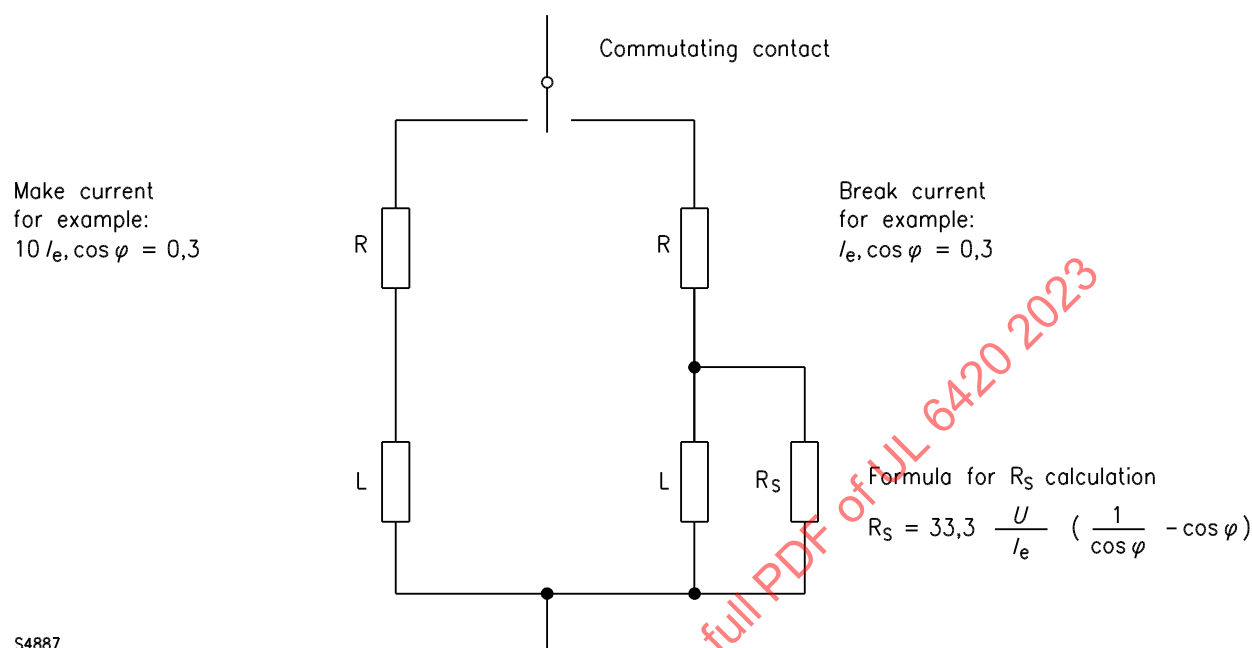 Commutating contact
Make current
for example:
10 Ie, cos φ = 0,3
Break current
for example:
Ie, cos φ = 0,3
R
R
L
L
RS
Formula for RS calculation
RS = 33,3 U/Ie ( 1/cos φ - cos φ )
full PDF of UL 6420 2023
S4887